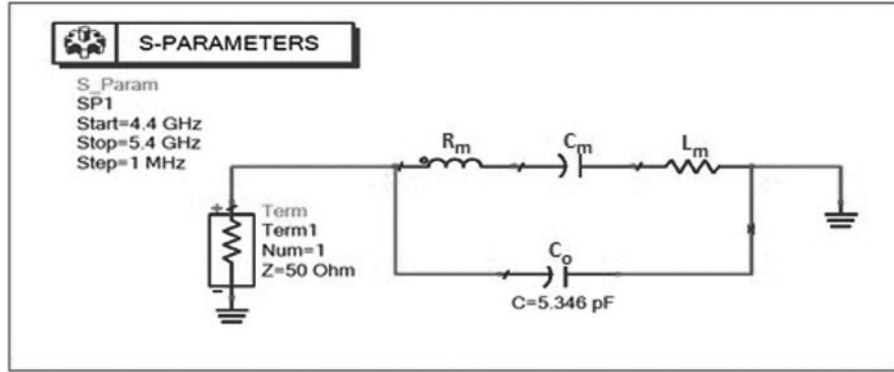 S-PARAMETERS
S_Param
SP1
Start=4.4 GHz
Stop=5.4 GHz
Step=1 MHz
Rm
Cm
Lm
+
Term
Term1
Num=1
Z=50 Ohm
-
Co
C=5.346 pF